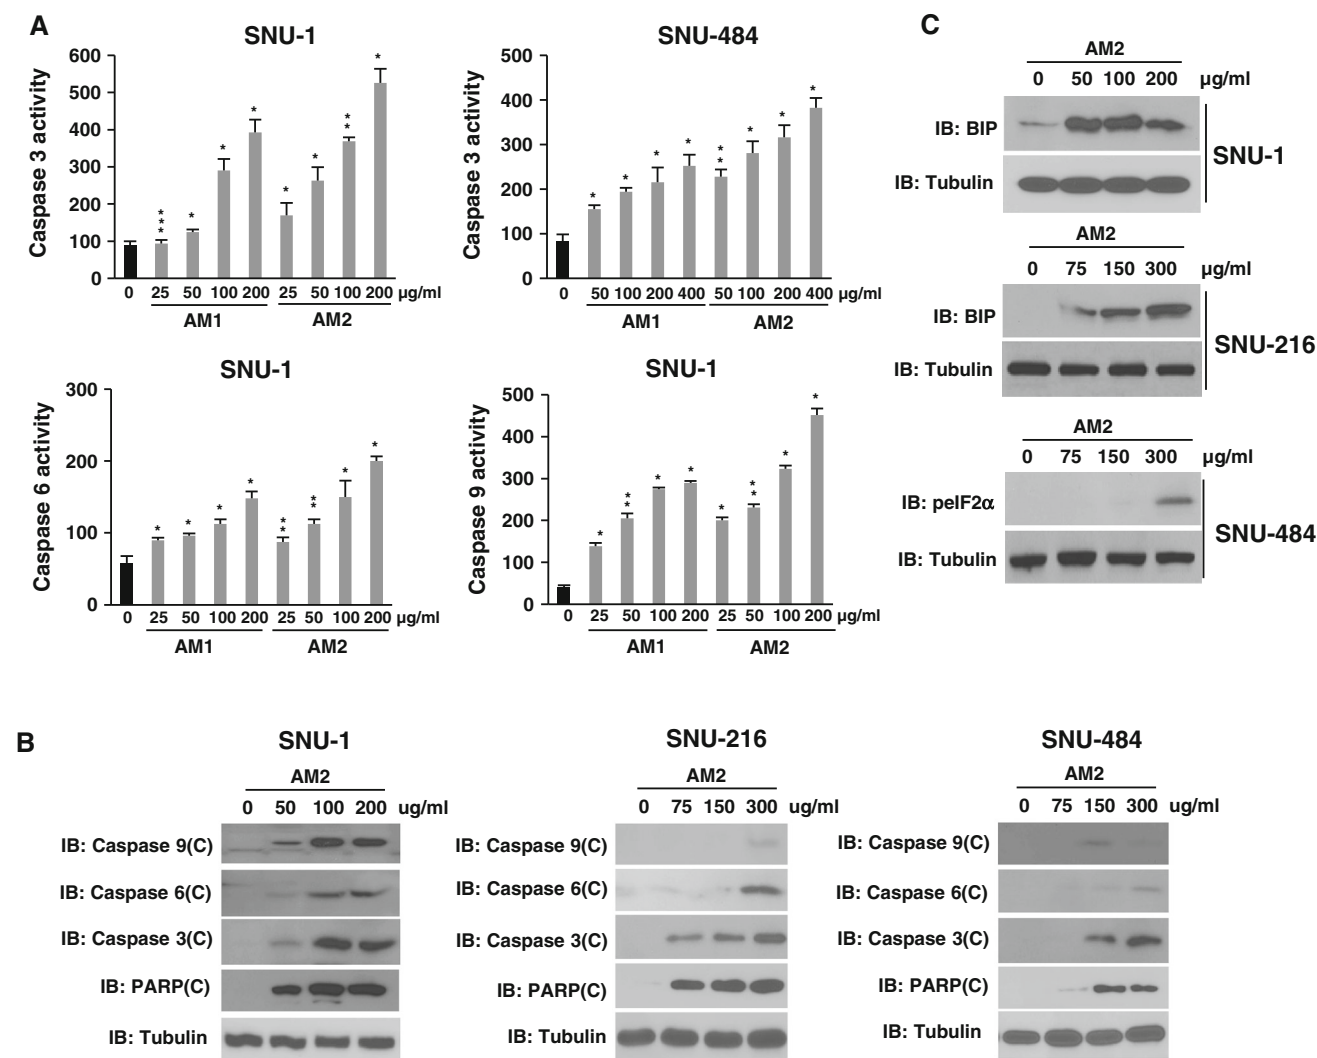 A
SNU-1
Caspase 3 activity
600
500
400
300
200
100
0
* * *
*
*
*
*
*
* *
*
0 25 50 100 200 25 50 100 200 µg/ml
AM1 AM2
SNU-484
Caspase 3 activity
500
400
300
200
100
0
*
*
*
*
* *
*
*
*
0 50 100 200 400 50 100 200 400 µg/ml
AM1 AM2
SNU-1
Caspase 6 activity
300
200
100
0
*
*
*
*
* *
* *
*
*
0 25 50 100 200 25 50 100 200 µg/ml
AM1 AM2
SNU-1
Caspase 9 activity
500
400
300
200
100
0
*
* *
*
*
*
* *
*
*
0 25 50 100 200 25 50 100 200 µg/ml
AM1 AM2
C
AM2
0 50 100 200 µg/ml
IB: BIP
IB: Tubulin
SNU-1
AM2
0 75 150 300 µg/ml
IB: BIP
IB: Tubulin
SNU-216
AM2
0 75 150 300 µg/ml
IB: peIF2α
IB: Tubulin
SNU-484
B
SNU-1
AM2
0 50 100 200 ug/ml
IB: Caspase 9(C)
IB: Caspase 6(C)
IB: Caspase 3(C)
IB: PARP(C)
IB: Tubulin
SNU-216
AM2
0 75 150 300 ug/ml
IB: Caspase 9(C)
IB: Caspase 6(C)
IB: Caspase 3(C)
IB: PARP(C)
IB: Tubulin
SNU-484
AM2
0 75 150 300 ug/ml
IB: Caspase 9(C)
IB: Caspase 6(C)
IB: Caspase 3(C)
IB: PARP(C)
IB: Tubulin